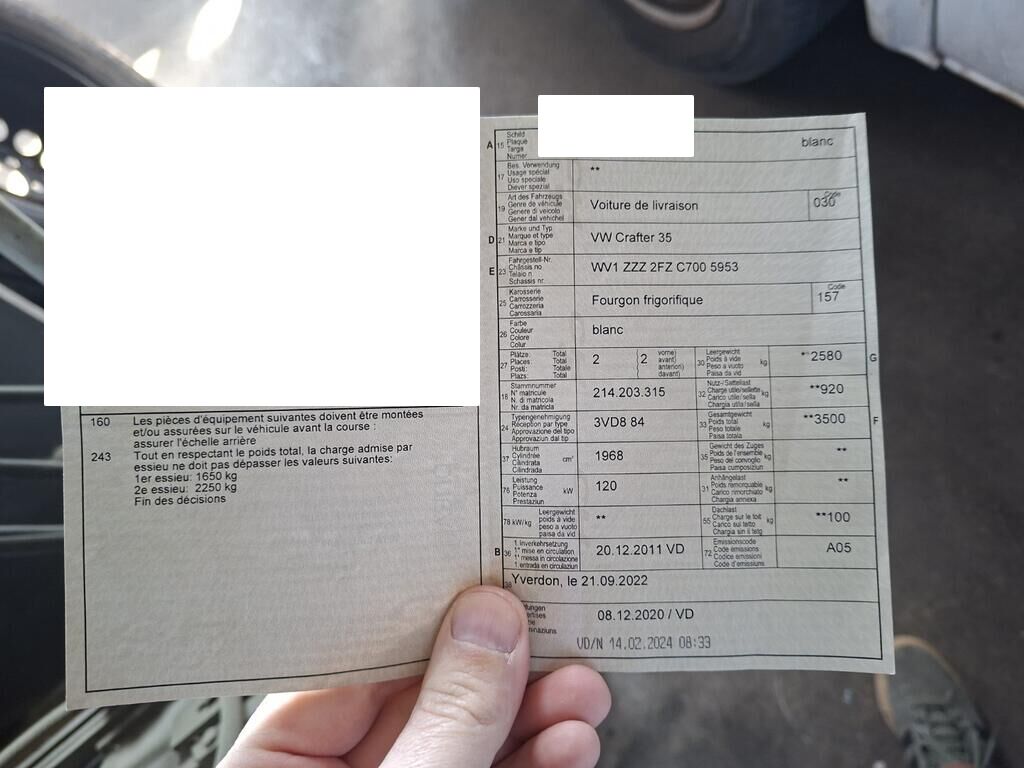 160 Les pièces d'équipement suivantes doivent être montées
et/ou assurées sur le véhicule avant la course :
assurer l'échelle arrière
243 Tout en respectant le poids total, la charge admise par
essieu ne doit pas dépasser les valeurs suivantes:
1er essieu: 1650 kg
2e essieu: 2250 kg
Fin des décisions
A 15 Schild
Plaque
Targa
Numer
blanc
17 Bes. Verwendung
Usage spécial
Uso speciale
Diever spezial
**
19 Art des Fahrzeugs
Genre de véhicule
Genere di veicolo
Gener dal vehichel
Voiture de livraison
Code
030
D 21 Marke und Typ
Marque et type
Marca e tipo
Marca e tip
VW Crafter 35
E 23 Fahrgestell-Nr.
Châssis no
Telaio n.
Schassis nr.
WV1 ZZZ 2FZ C700 5953
25 Karosserie
Carrosserie
Carrozzeria
Carossaria
Fourgon frigorifique
Code
157
26 Farbe
Couleur
Colore
Colur
blanc
27 Plätze: Total
Places: Total
Posti: Totale
Plazs: Total
2
2
vorne)
avant)
anteriori)
davant)
30 Leergewicht
Poids à vide
Peso a vuoto
Paisa da vid
kg
**2580
G
18 Stammnummer
N° matricule
N. di matricola
Nr. da matricla
214.203.315
32 Nutz-/Sattellast
Charge utile/sellette
Carico utile/sella
Chargia utila/sella
kg
**920
24 Typengenehmigung
Réception par type
Approvazione del tipo
Approvaziun dal tip
3VD8 84
33 Gesamtgewicht
Poids total
Peso totale
Paisa totala
kg
**3500
F
37 Hubraum
Cylindrée
Cilindrata
Cilindrada
cm³
1968
35 Gewicht des Zuges
Poids de l'ensemble
Peso del convoglio
Paisa cumposiziun
kg
**
76 Leistung
Puissance
Potenza
Prestaziun
kW
120
31 Anhängelast
Poids remorquable
Carico rimorchiato
Chargia annexa
kg
**
78 kW/kg
Leergewicht
poids à vide
peso a vuoto
paisa da vid
**
55 Dachlast
Charge sur le toit
Carico sul tetto
Chargia sin il tetg
kg
**100
B 36 1. Inverkehrsetzung
1re mise en circulation
1a messa in circolazione
1. entrada en circulaziun
20.12.2011 VD
72 Emissionscode
Code émissions
Codice emissioni
Code d'emissiuns
A05
38 Yverdon, le 21.09.2022
08.12.2020 / VD
VD/N 14.02.2024 08:33